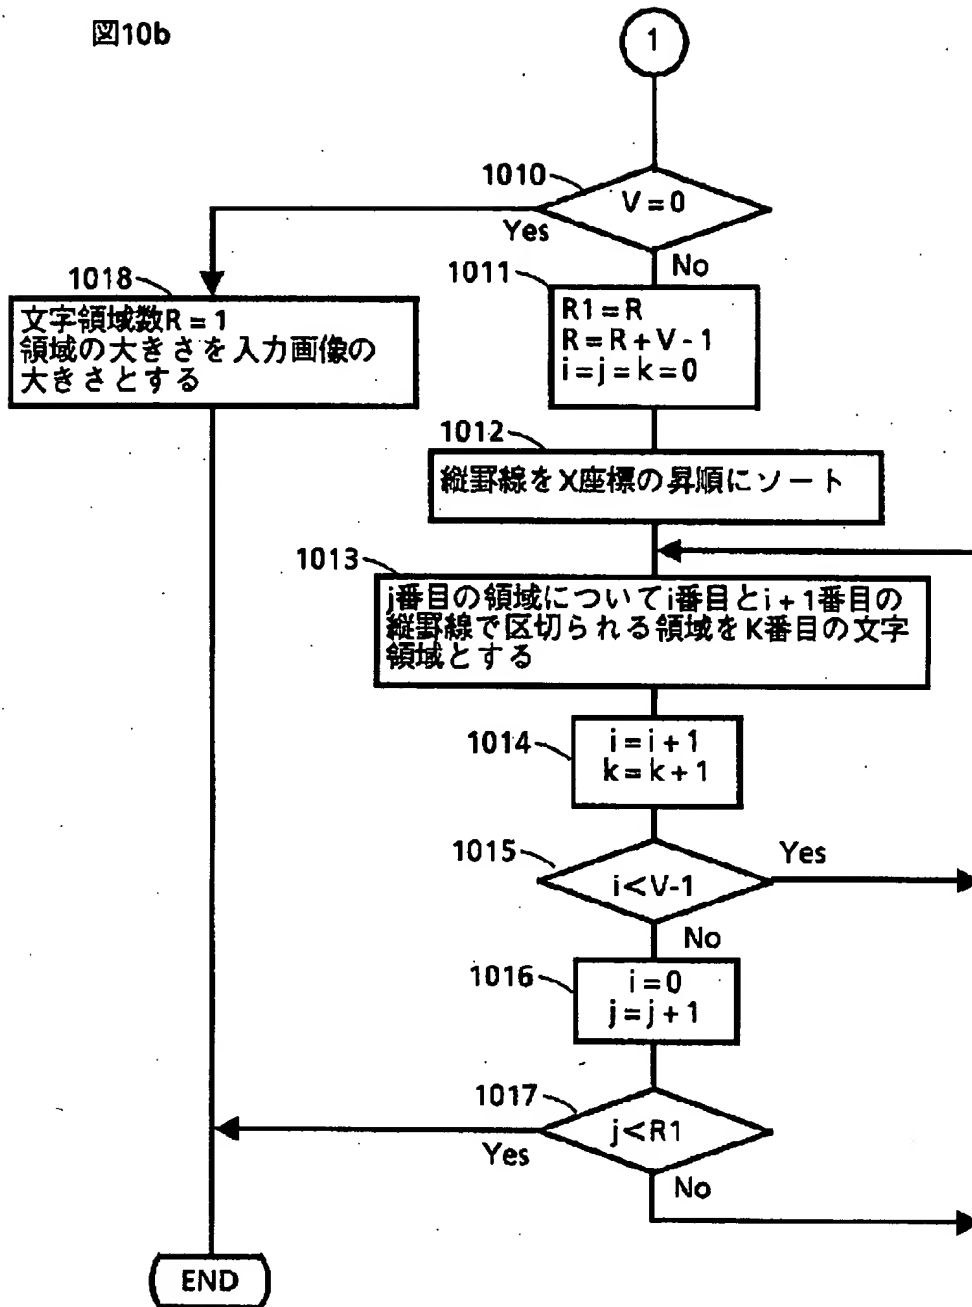 図10b
1
1010
V=0
Yes
No
1018
文字領域数R=1
領域の大きさを入力画像の
大きさとする
1011
R1=R
R=R+V-1
i=j=k=0
1012
縦罫線をX座標の昇順にソート
1013
j番目の領域についてi番目とi+1番目の
縦罫線で区切られる領域をK番目の文字
領域とする
1014
i=i+1
k=k+1
1015
i<V-1
Yes
No
1016
i=0
j=j+1
1017
j<R1
Yes
No
END